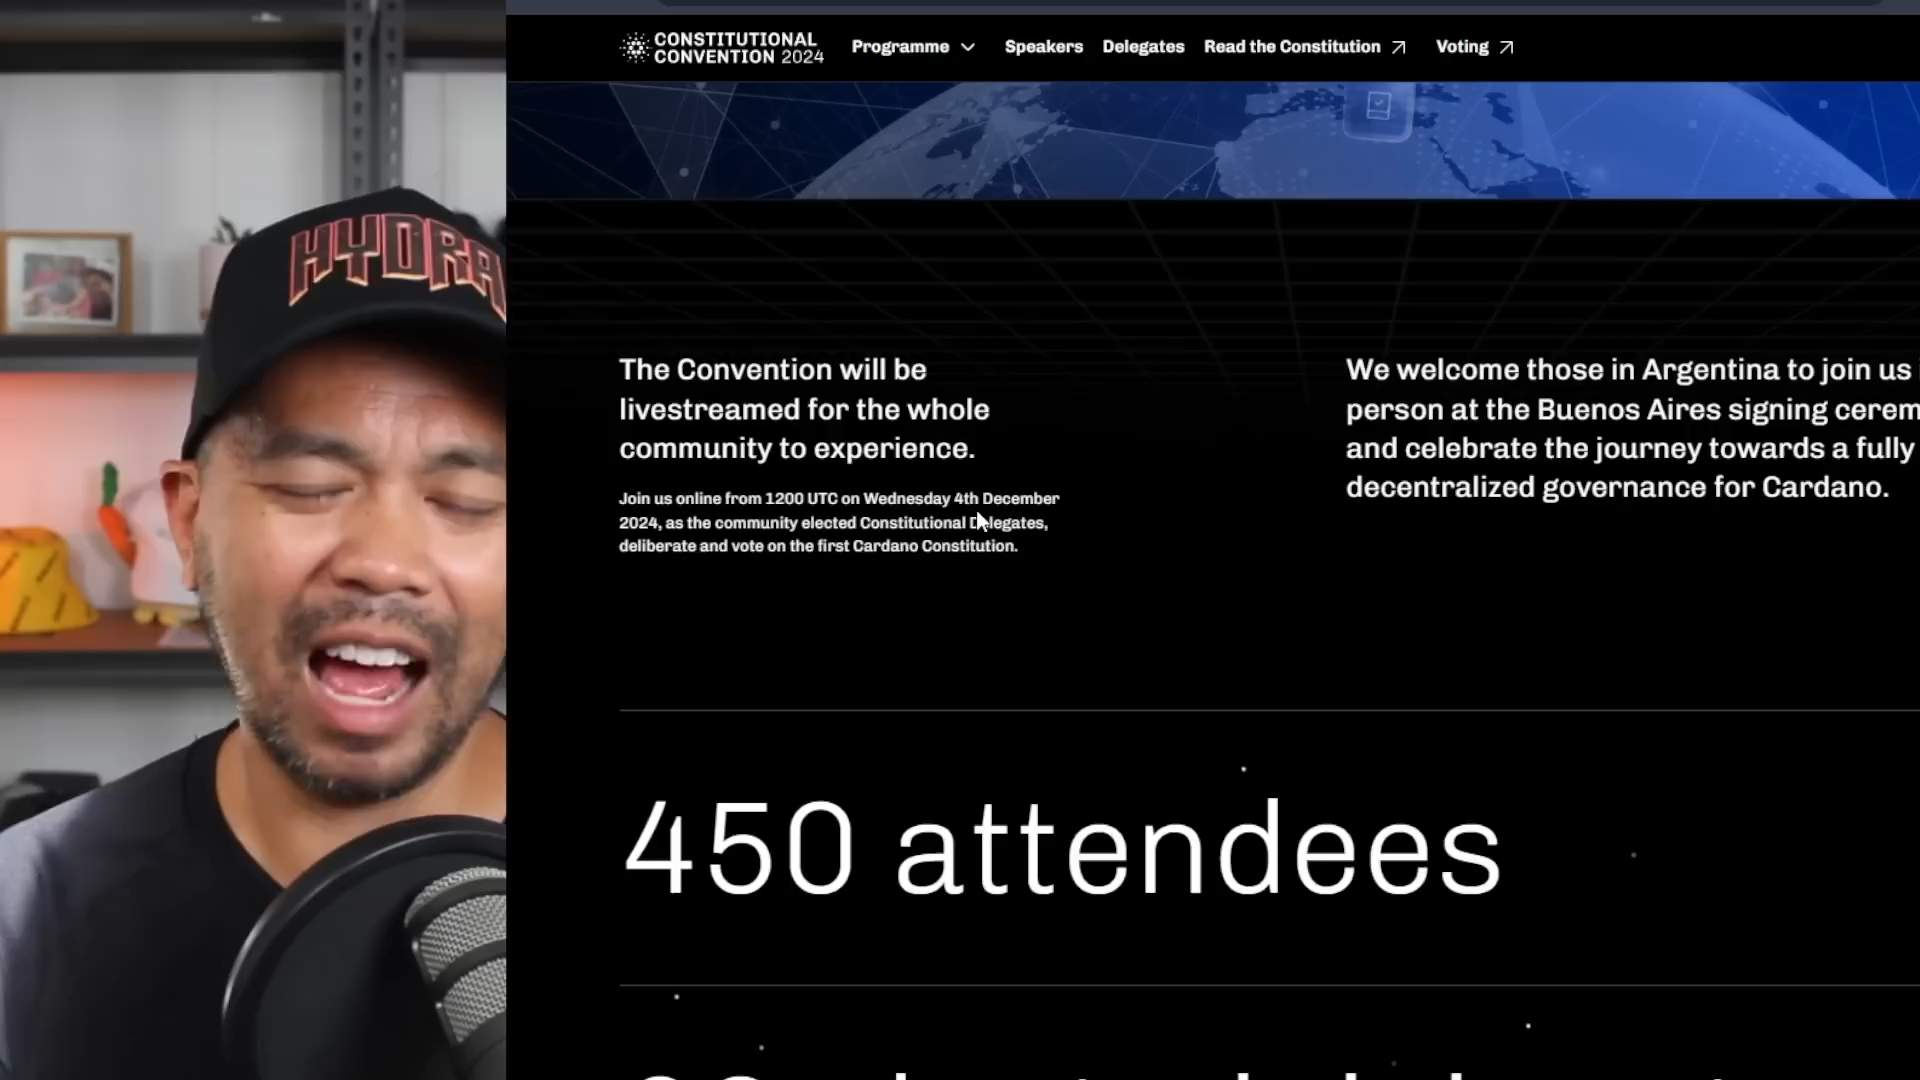 CONSTITUTIONAL
CONVENTION 2024
Programme
Speakers
Delegates
Read the Constitution
Voting
HYDRA
The Convention will be
livestreamed for the whole
community to experience.
Join us online from 1200 UTC on Wednesday 4th December
2024, as the community elected Constitutional Delegates,
deliberate and vote on the first Cardano Constitution.
We welcome those in Argentina to join us
person at the Buenos Aires signing cerem
and celebrate the journey towards a fully
decentralized governance for Cardano.
450 attendees